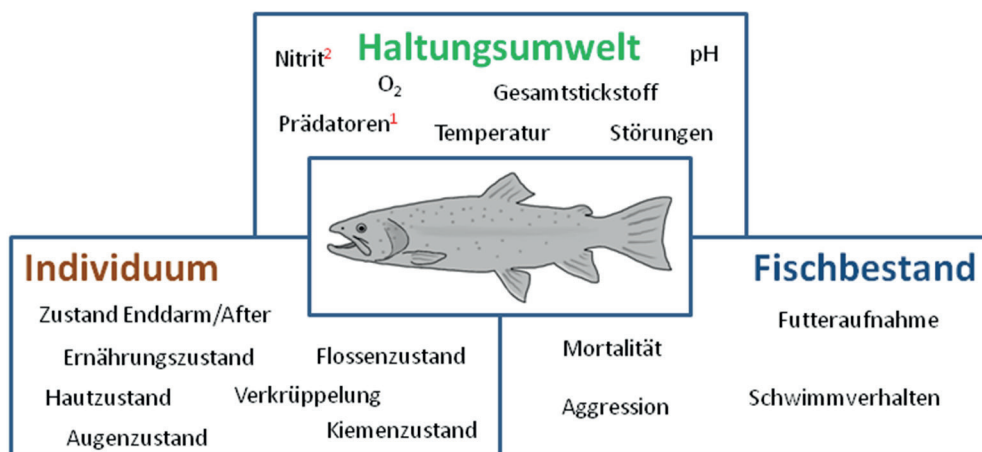 Haltungsumwelt
Nitrit²
pH
O₂
Gesamtstickstoff
Prädatoren¹
Temperatur
Störungen
Individuum
Zustand Enddarm/After
Ernährungszustand
Flossenzustand
Hautzustand
Verkrüppelung
Augenzustand
Kiemenzustand
Fischbestand
Futteraufnahme
Mortalität
Aggression
Schwimmverhalten